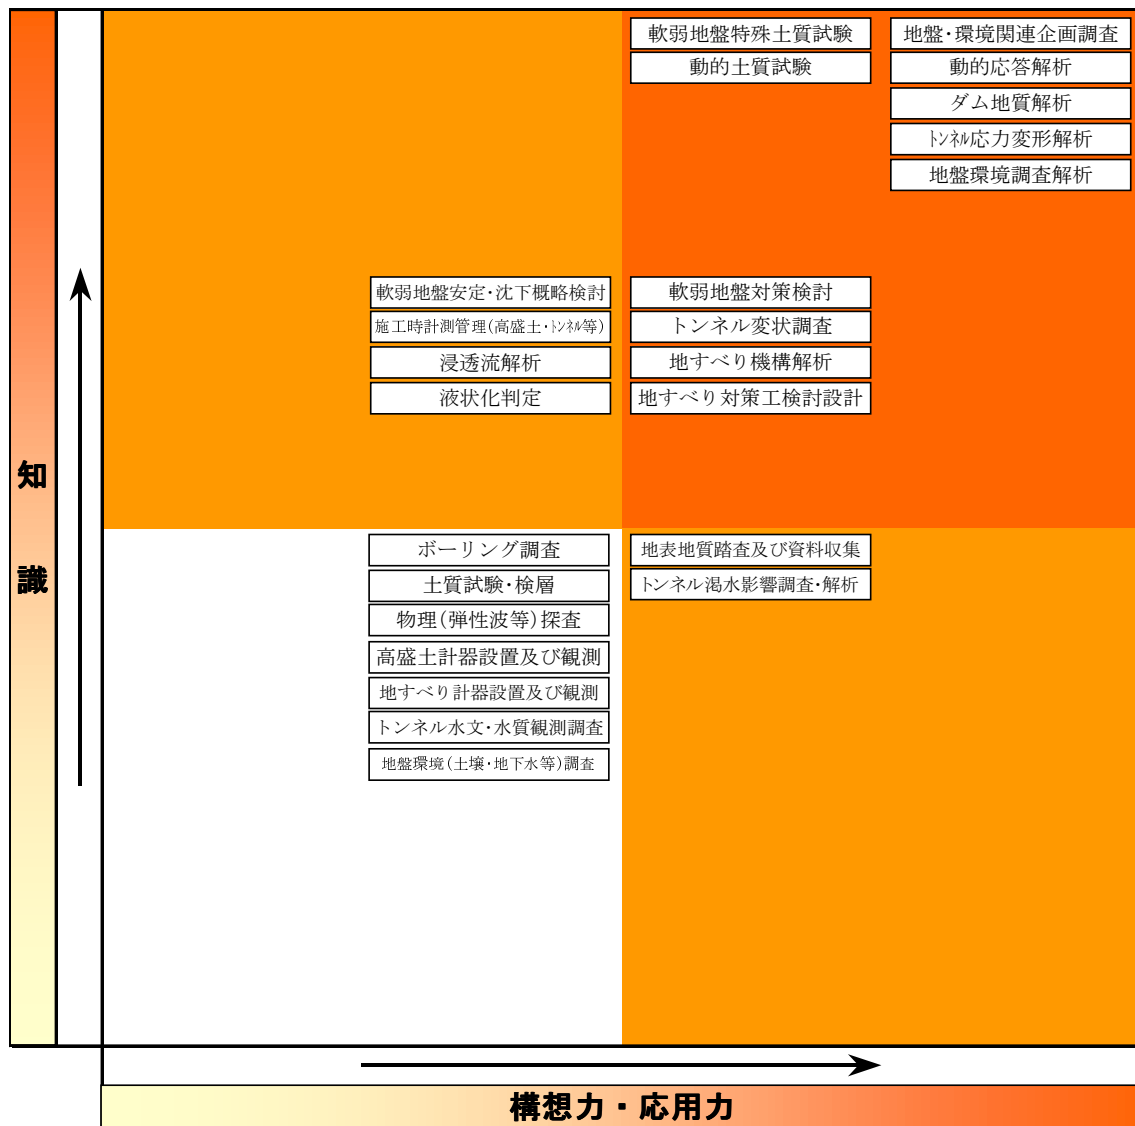 軟弱地盤特殊土質試験
動的土質試験
地盤・環境関連企画調査
動的応答解析
ダム地質解析
ﾄﾝﾈﾙ応力変形解析
地盤環境調査解析
軟弱地盤安定・沈下概略検討
施工時計測管理(高盛土・ﾄﾝﾈﾙ等)
浸透流解析
液状化判定
軟弱地盤対策検討
トンネル変状調査
地すべり機構解析
地すべり対策工検討設計
知
識
ボーリング調査
土質試験・検層
物理(弾性波等)探査
高盛土計器設置及び観測
地すべり計器設置及び観測
トンネル水文・水質観測調査
地盤環境(土壌・地下水等)調査
地表地質踏査及び資料収集
トンネル渇水影響調査・解析
構想力・応用力